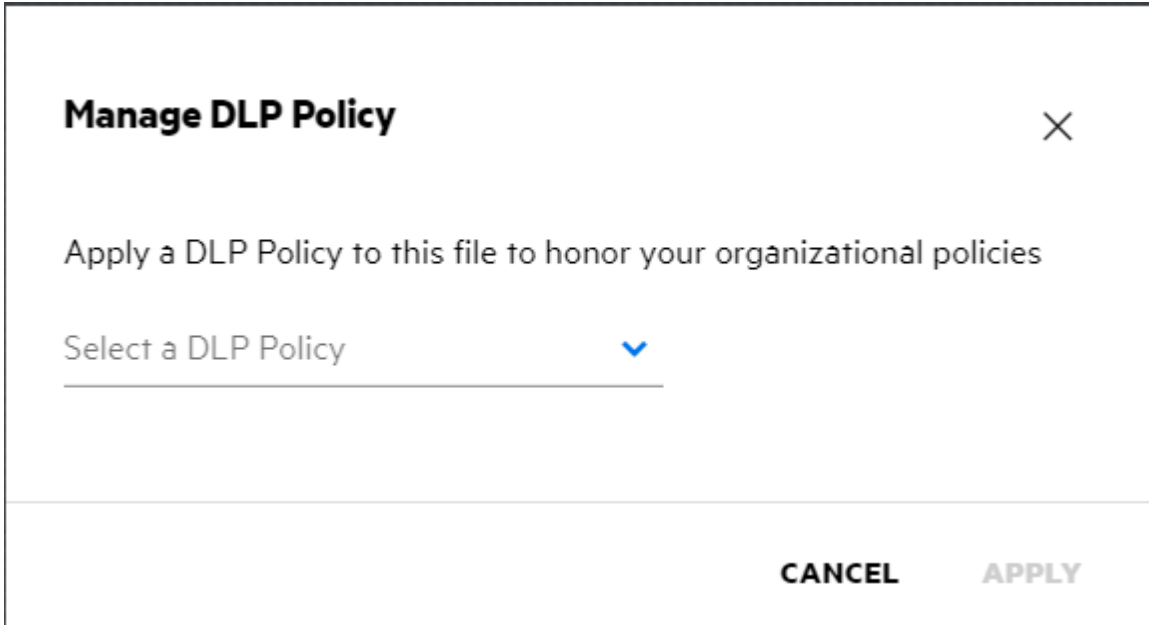 Manage DLP Policy
Apply a DLP Policy to this file to honor your organizational policies
Select a DLP Policy
CANCEL APPLY